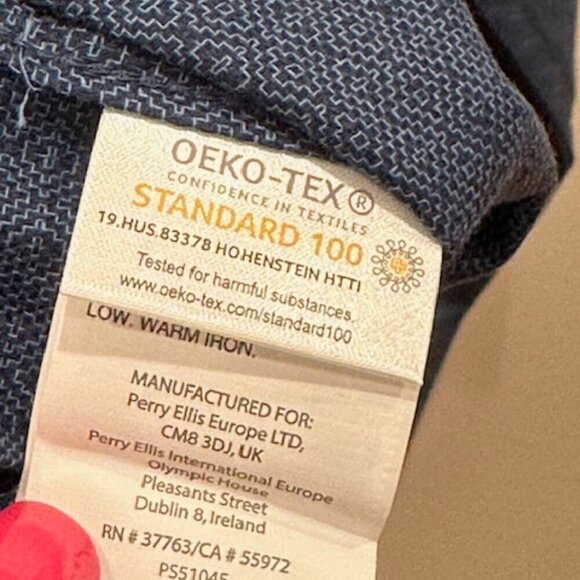 OEKO-TEX®
CONFIDENCE IN TEXTILES
STANDARD 100
19.HUS.83378 HOHENSTEIN HTTI
Tested for harmful substances.
www.oeko-tex.com/standard100
LOW. WARM IRON.
MANUFACTURED FOR:
Perry Ellis Europe LTD,
CM8 3DJ, UK
Perry Ellis International Europe
Olympic House
Pleasants Street
Dublin 8, Ireland
RN # 37763/CA # 55972
PS51045